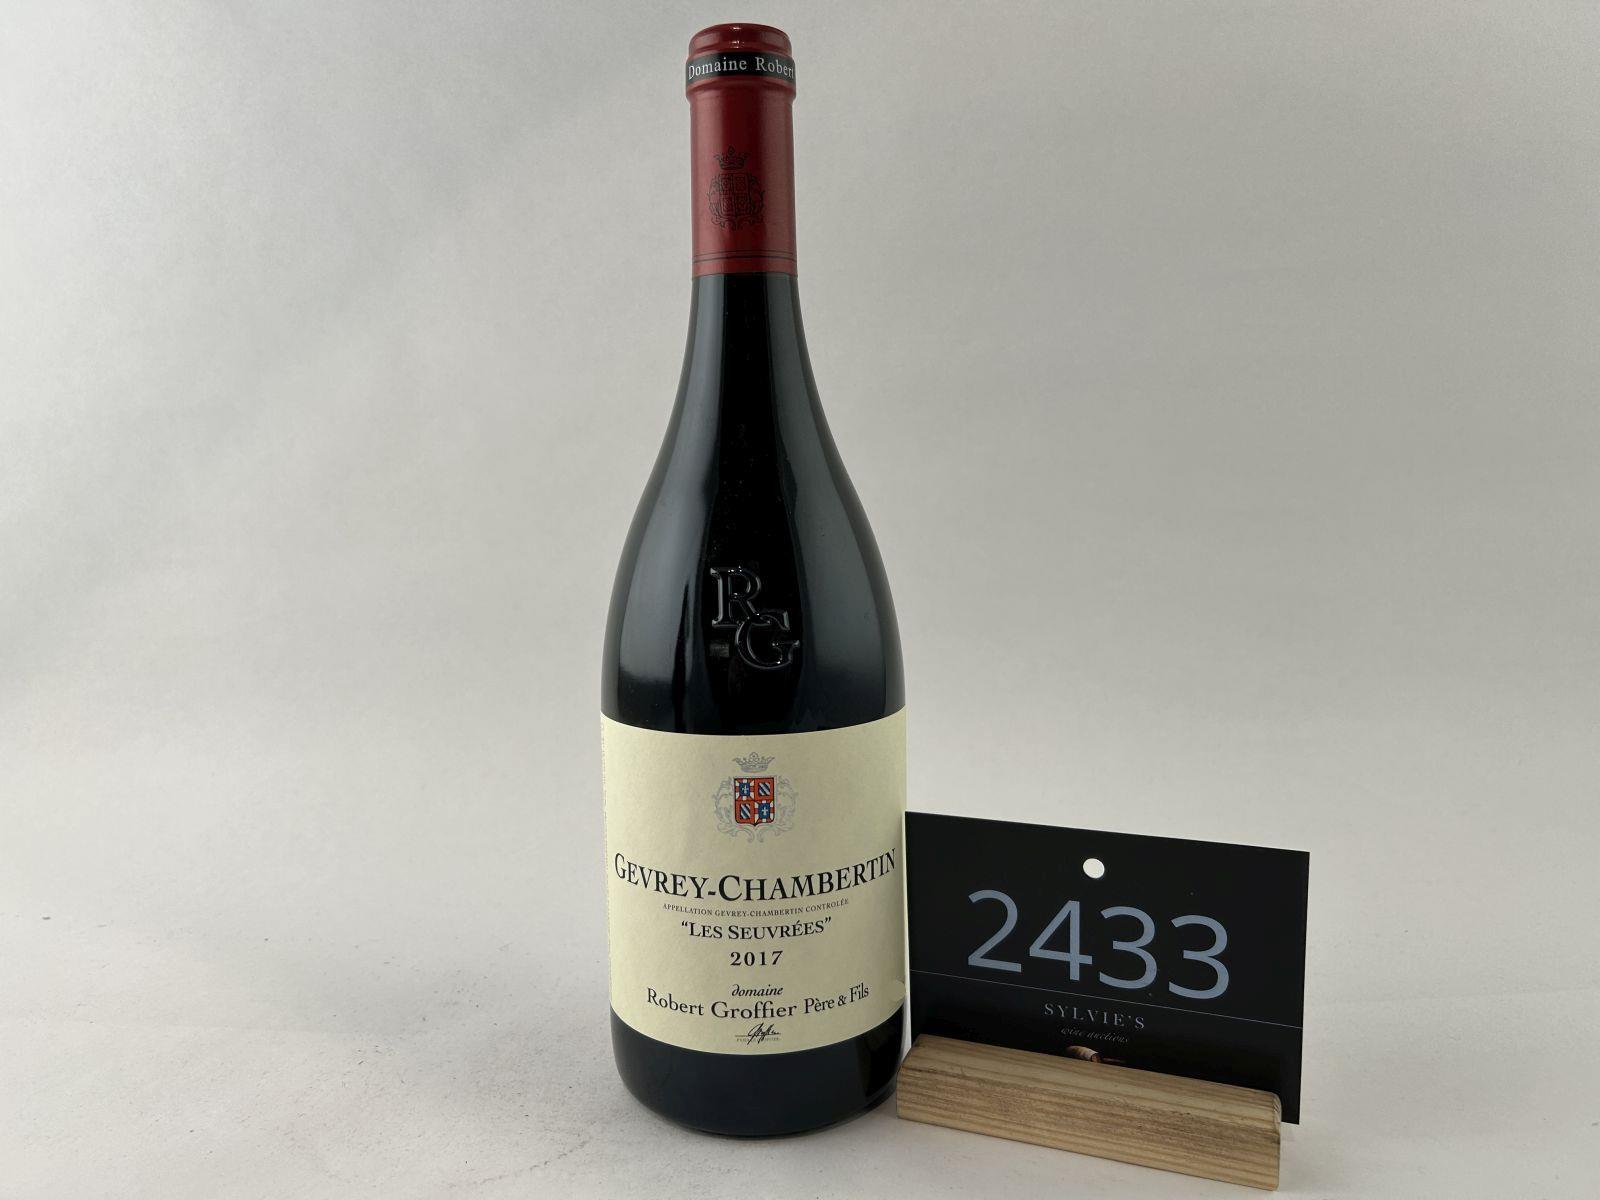 Domaine Robert
RG
GEVREY-CHAMBERTIN
APPELLATION GEVREY-CHAMBERTIN CONTROLÉE
"LES SEUVRÉES"
2017
domaine
Robert Groffier Père & Fils
2433
SYLVIE'S
wine auctions